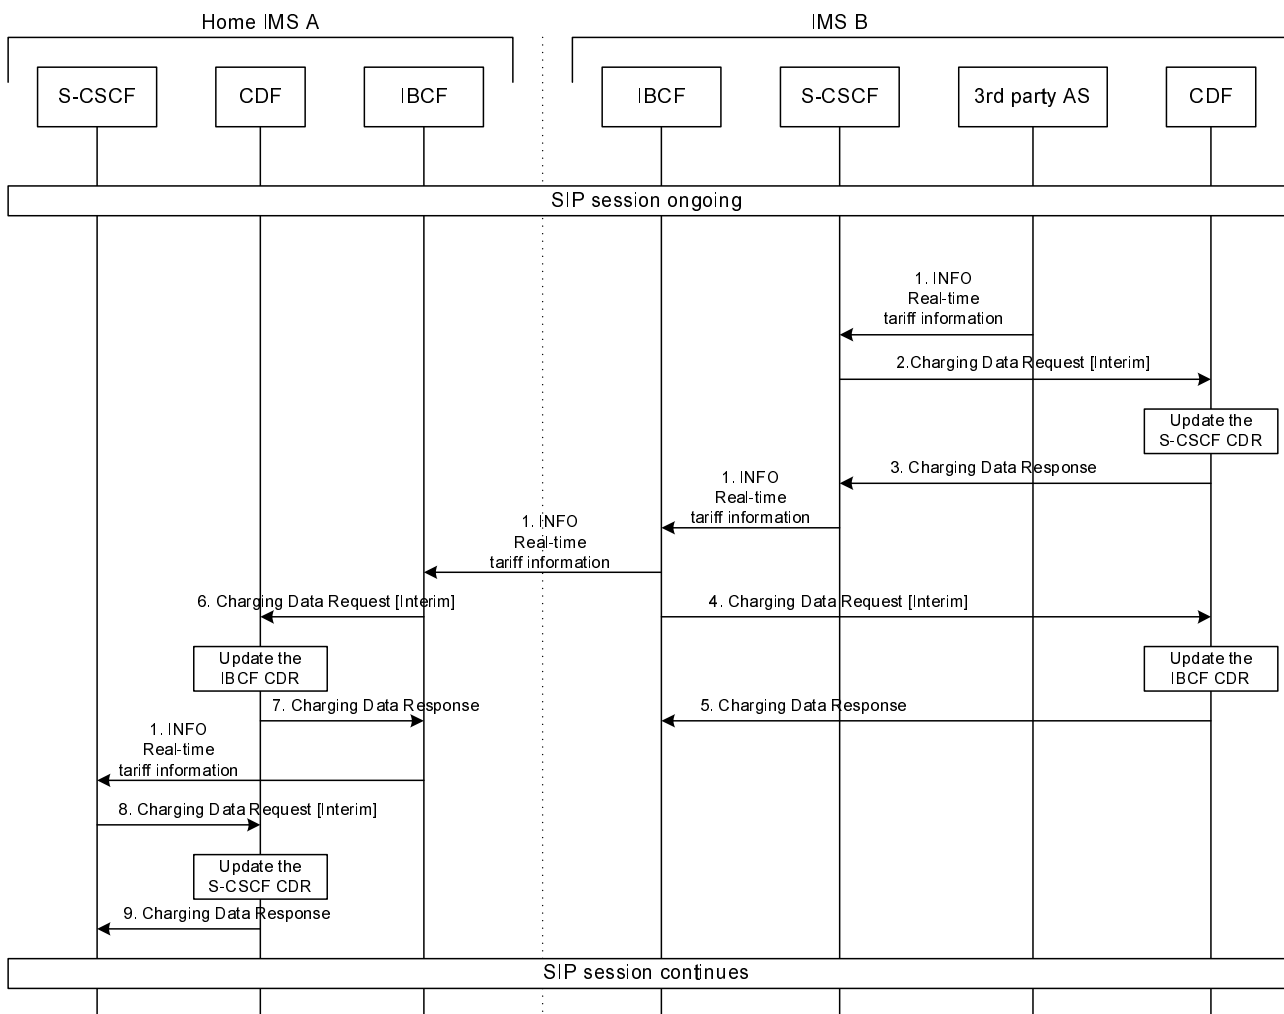 Home IMS A
IMS B
S-CSCF
CDF
IBCF
IBCF
S-CSCF
3rd party AS
CDF
SIP session ongoing
1. INFO
Real-time
tariff information
2.Charging Data Request [Interim]
Update the
S-CSCF CDR
3. Charging Data Response
1. INFO
Real-time
tariff information
1. INFO
Real-time
tariff information
6. Charging Data Request [Interim]
4. Charging Data Request [Interim]
Update the
IBCF CDR
Update the
IBCF CDR
7. Charging Data Response
5. Charging Data Response
1. INFO
Real-time
tariff information
8. Charging Data Request [Interim]
Update the
S-CSCF CDR
9. Charging Data Response
SIP session continues